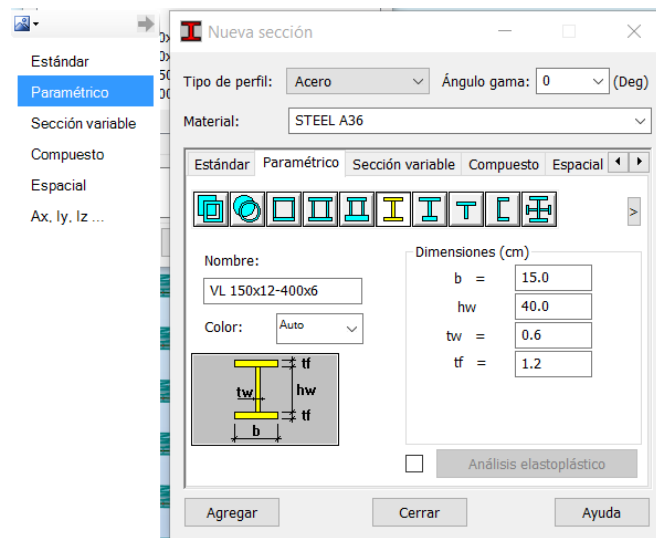 Estándar
Paramétrico
Sección variable
Compuesto
Espacial
Ax, Iy, Iz ...
Nueva sección
Tipo de perfil: Acero Ángulo gama: 0 (Deg)
Material: STEEL A36
Estándar Paramétrico Sección variable Compuesto Espacial
>
Nombre:
VL 150x12-400x6
Color: Auto
tf
tw hw
tf
b
Dimensiones (cm)
b = 15.0
hw 40.0
tw = 0.6
tf = 1.2
Análisis elastoplástico
Agregar Cerrar Ayuda